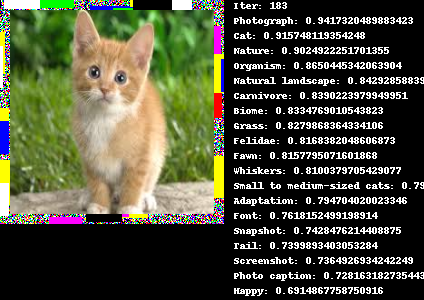 Iter: 183
Photograph: 0.9417320489883423
Cat: 0.915748119354248
Nature: 0.9024922251701355
Organism: 0.8650445342063904
Natural landscape: 0.8429285883
Carnivore: 0.8390223979949951
Biome: 0.8334769010543823
Grass: 0.8279868364334106
Felidae: 0.8168382048606873
Fawn: 0.8157795071601868
Whiskers: 0.8100379705429077
Small to medium-sized cats: 0.79
Adaptation: 0.794704020023346
Font: 0.7618152499198914
Snapshot: 0.7428476214408875
Tail: 0.7399893403053284
Screenshot: 0.7364926934242249
Photo caption: 0.728163182735443
Happy: 0.6914867758750916